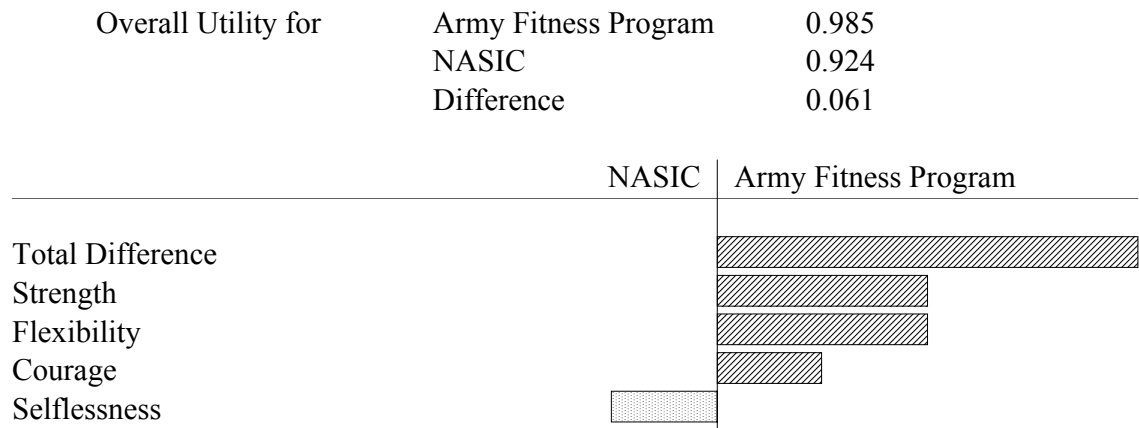 Overall Utility for Army Fitness Program 0.985
NASIC 0.924
Difference 0.061
NASIC Army Fitness Program
Total Difference
Strength
Flexibility
Courage
Selflessness